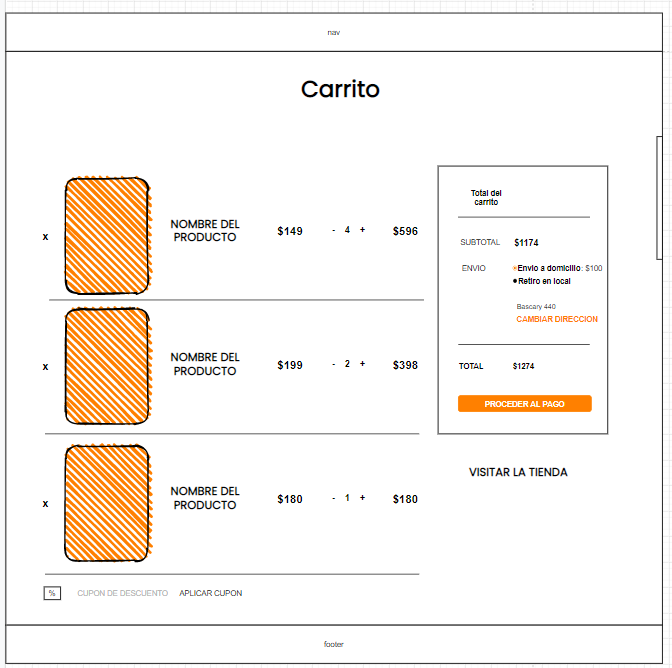 nav
Carrito
x
NOMBRE DEL
PRODUCTO
$149
- 4 +
$596
x
NOMBRE DEL
PRODUCTO
$199
- 2 +
$398
x
NOMBRE DEL
PRODUCTO
$180
- 1 +
$180
% CUPON DE DESCUENTO APLICAR CUPON
Total del
carrito
SUBTOTAL $1174
ENVIO Envio a domicilio: $100
Retiro en local
Bascary 440
CAMBIAR DIRECCION
TOTAL $1274
PROCEDER AL PAGO
VISITAR LA TIENDA
footer